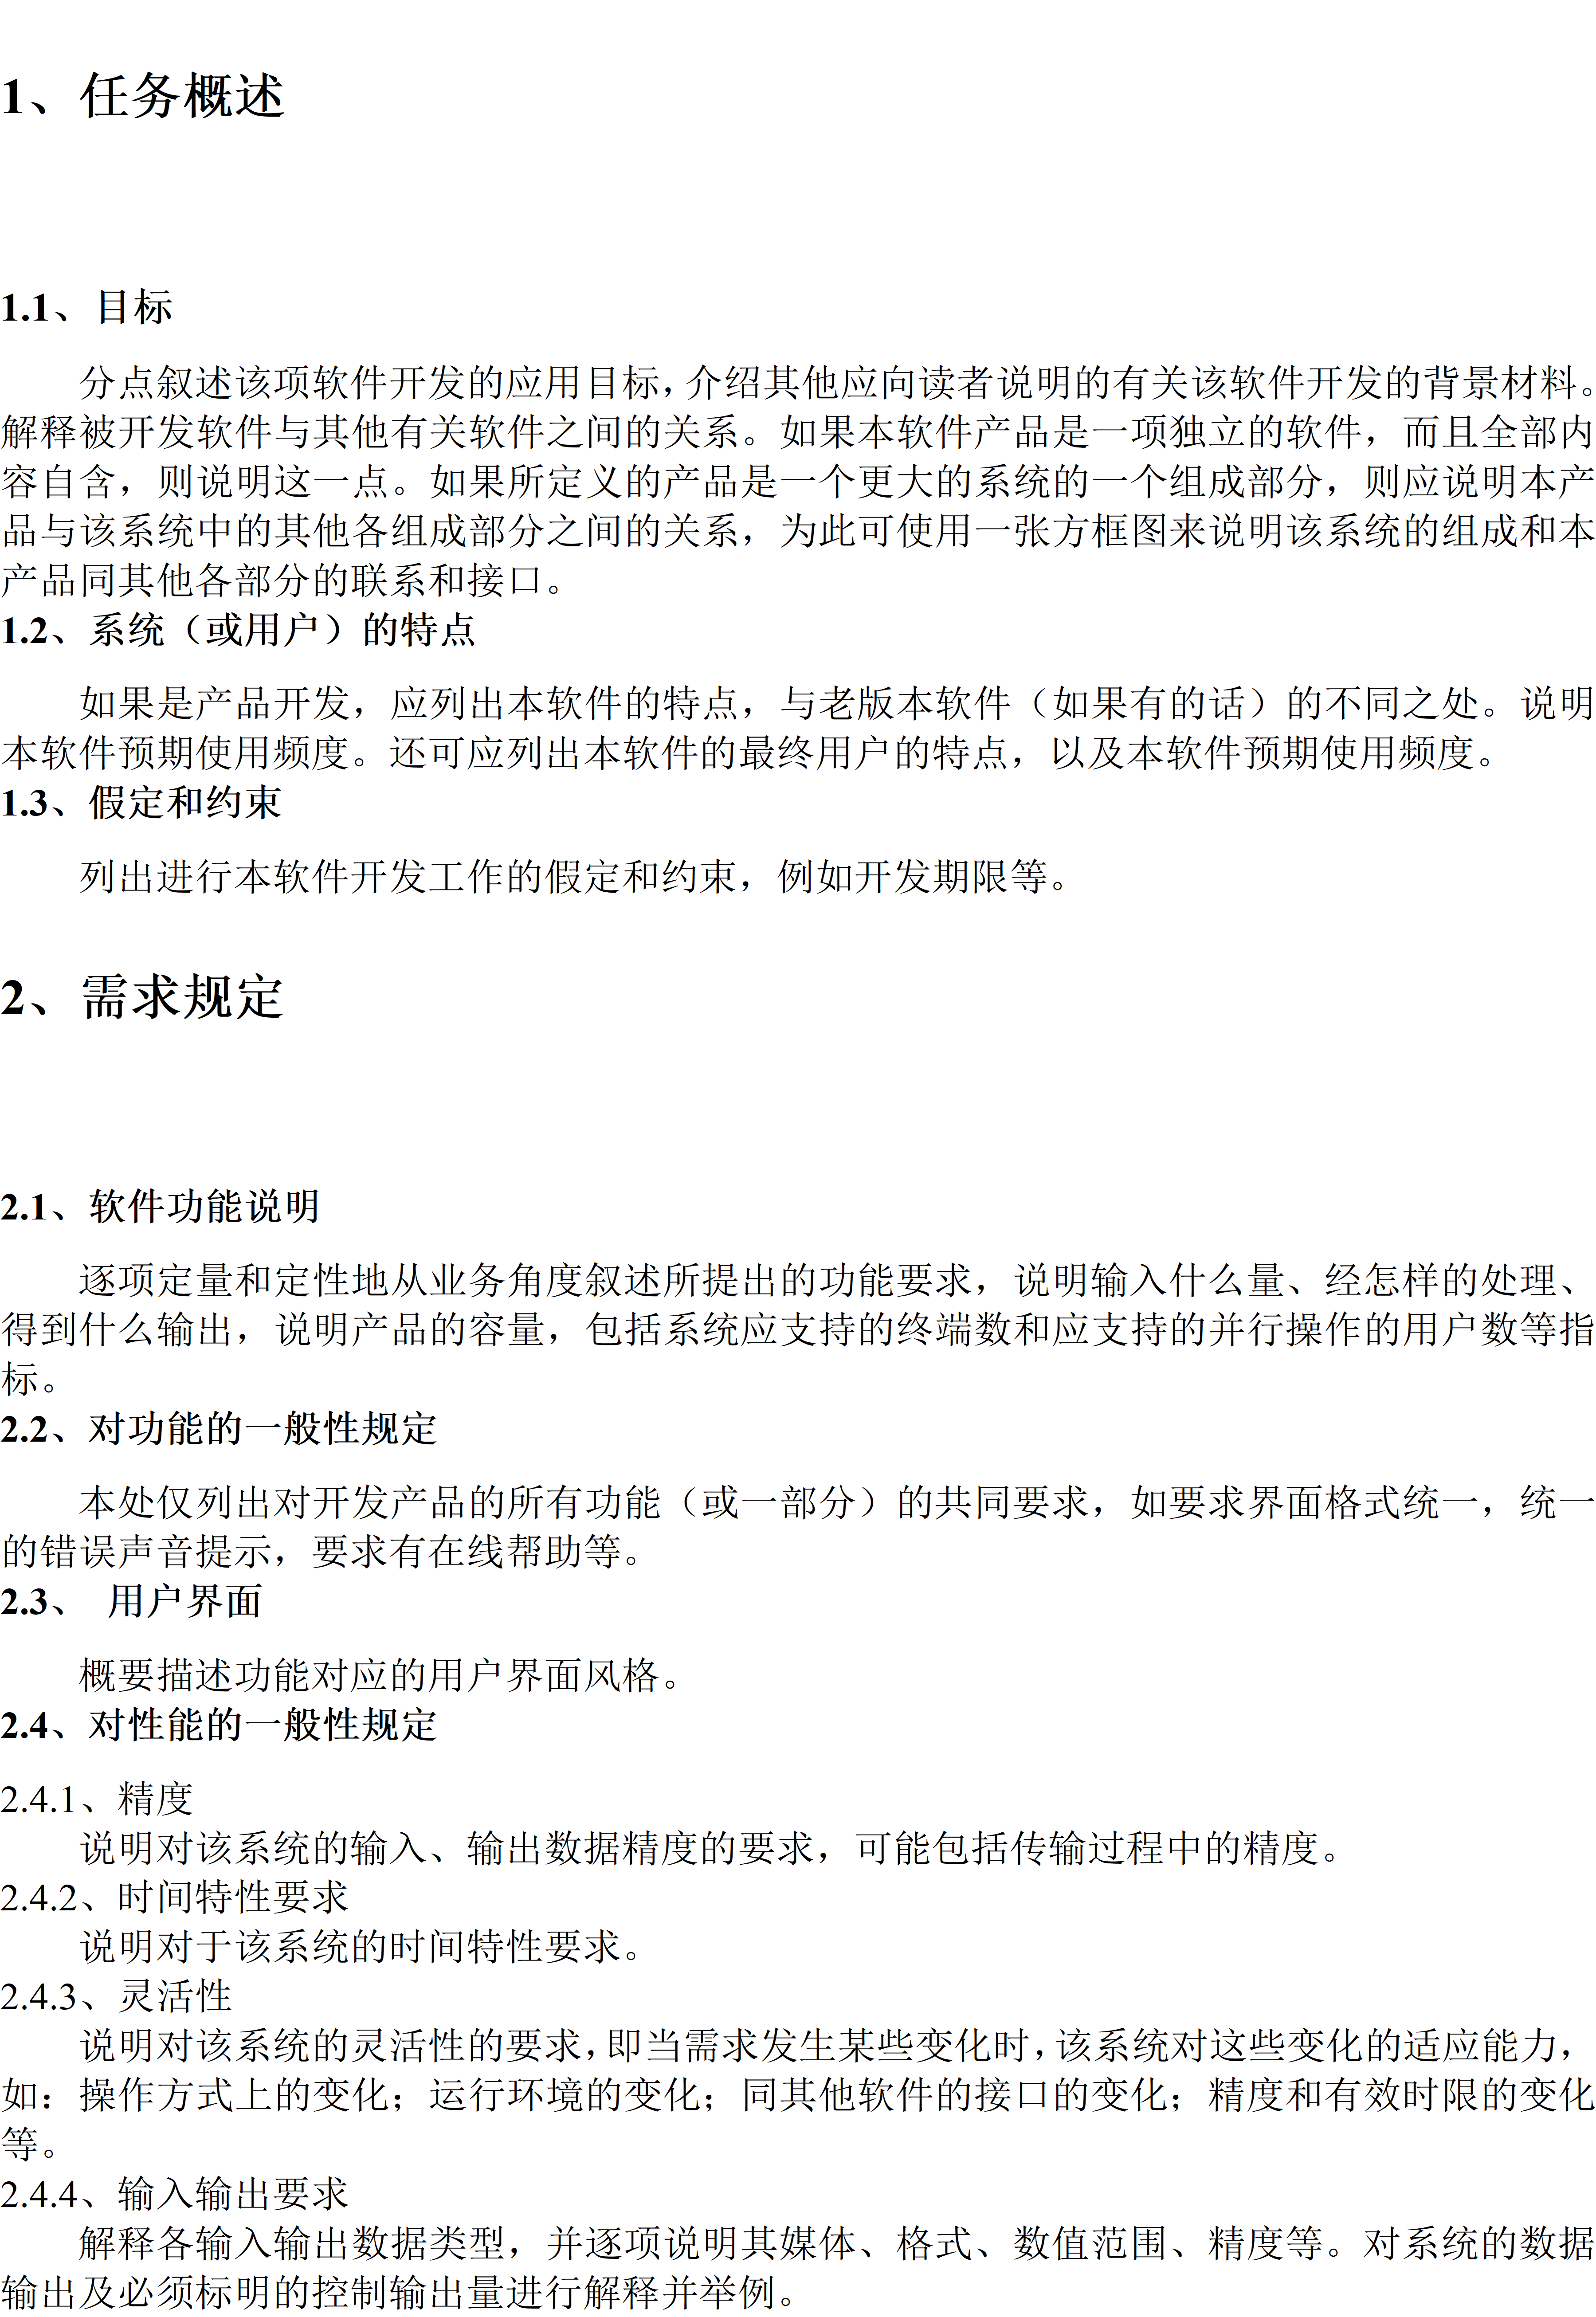 1、任务概述
1.1、目标
分点叙述该项软件开发的应用目标，介绍其他应向读者说明的有关该软件开发的背景材料。
解释被开发软件与其他有关软件之间的关系。如果本软件产品是一项独立的软件，而且全部内
容自含，则说明这一点。如果所定义的产品是一个更大的系统的一个组成部分，则应说明本产
品与该系统中的其他各组成部分之间的关系，为此可使用一张方框图来说明该系统的组成和本
产品同其他各部分的联系和接口。
1.2、系统（或用户）的特点
如果是产品开发，应列出本软件的特点，与老版本软件（如果有的话）的不同之处。说明
本软件预期使用频度。还可应列出本软件的最终用户的特点，以及本软件预期使用频度。
1.3、假定和约束
列出进行本软件开发工作的假定和约束，例如开发期限等。
2、需求规定
2.1、软件功能说明
逐项定量和定性地从业务角度叙述所提出的功能要求，说明输入什么量、经怎样的处理、
得到什么输出，说明产品的容量，包括系统应支持的终端数和应支持的并行操作的用户数等指
标。
2.2、对功能的一般性规定
本处仅列出对开发产品的所有功能（或一部分）的共同要求，如要求界面格式统一，统一
的错误声音提示，要求有在线帮助等。
2.3、 用户界面
概要描述功能对应的用户界面风格。
2.4、对性能的一般性规定
2.4.1、精度
说明对该系统的输入、输出数据精度的要求，可能包括传输过程中的精度。
2.4.2、时间特性要求
说明对于该系统的时间特性要求。
2.4.3、灵活性
说明对该系统的灵活性的要求，即当需求发生某些变化时，该系统对这些变化的适应能力，
如：操作方式上的变化；运行环境的变化；同其他软件的接口的变化；精度和有效时限的变化
等。
2.4.4、输入输出要求
解释各输入输出数据类型，并逐项说明其媒体、格式、数值范围、精度等。对系统的数据
输出及必须标明的控制输出量进行解释并举例。